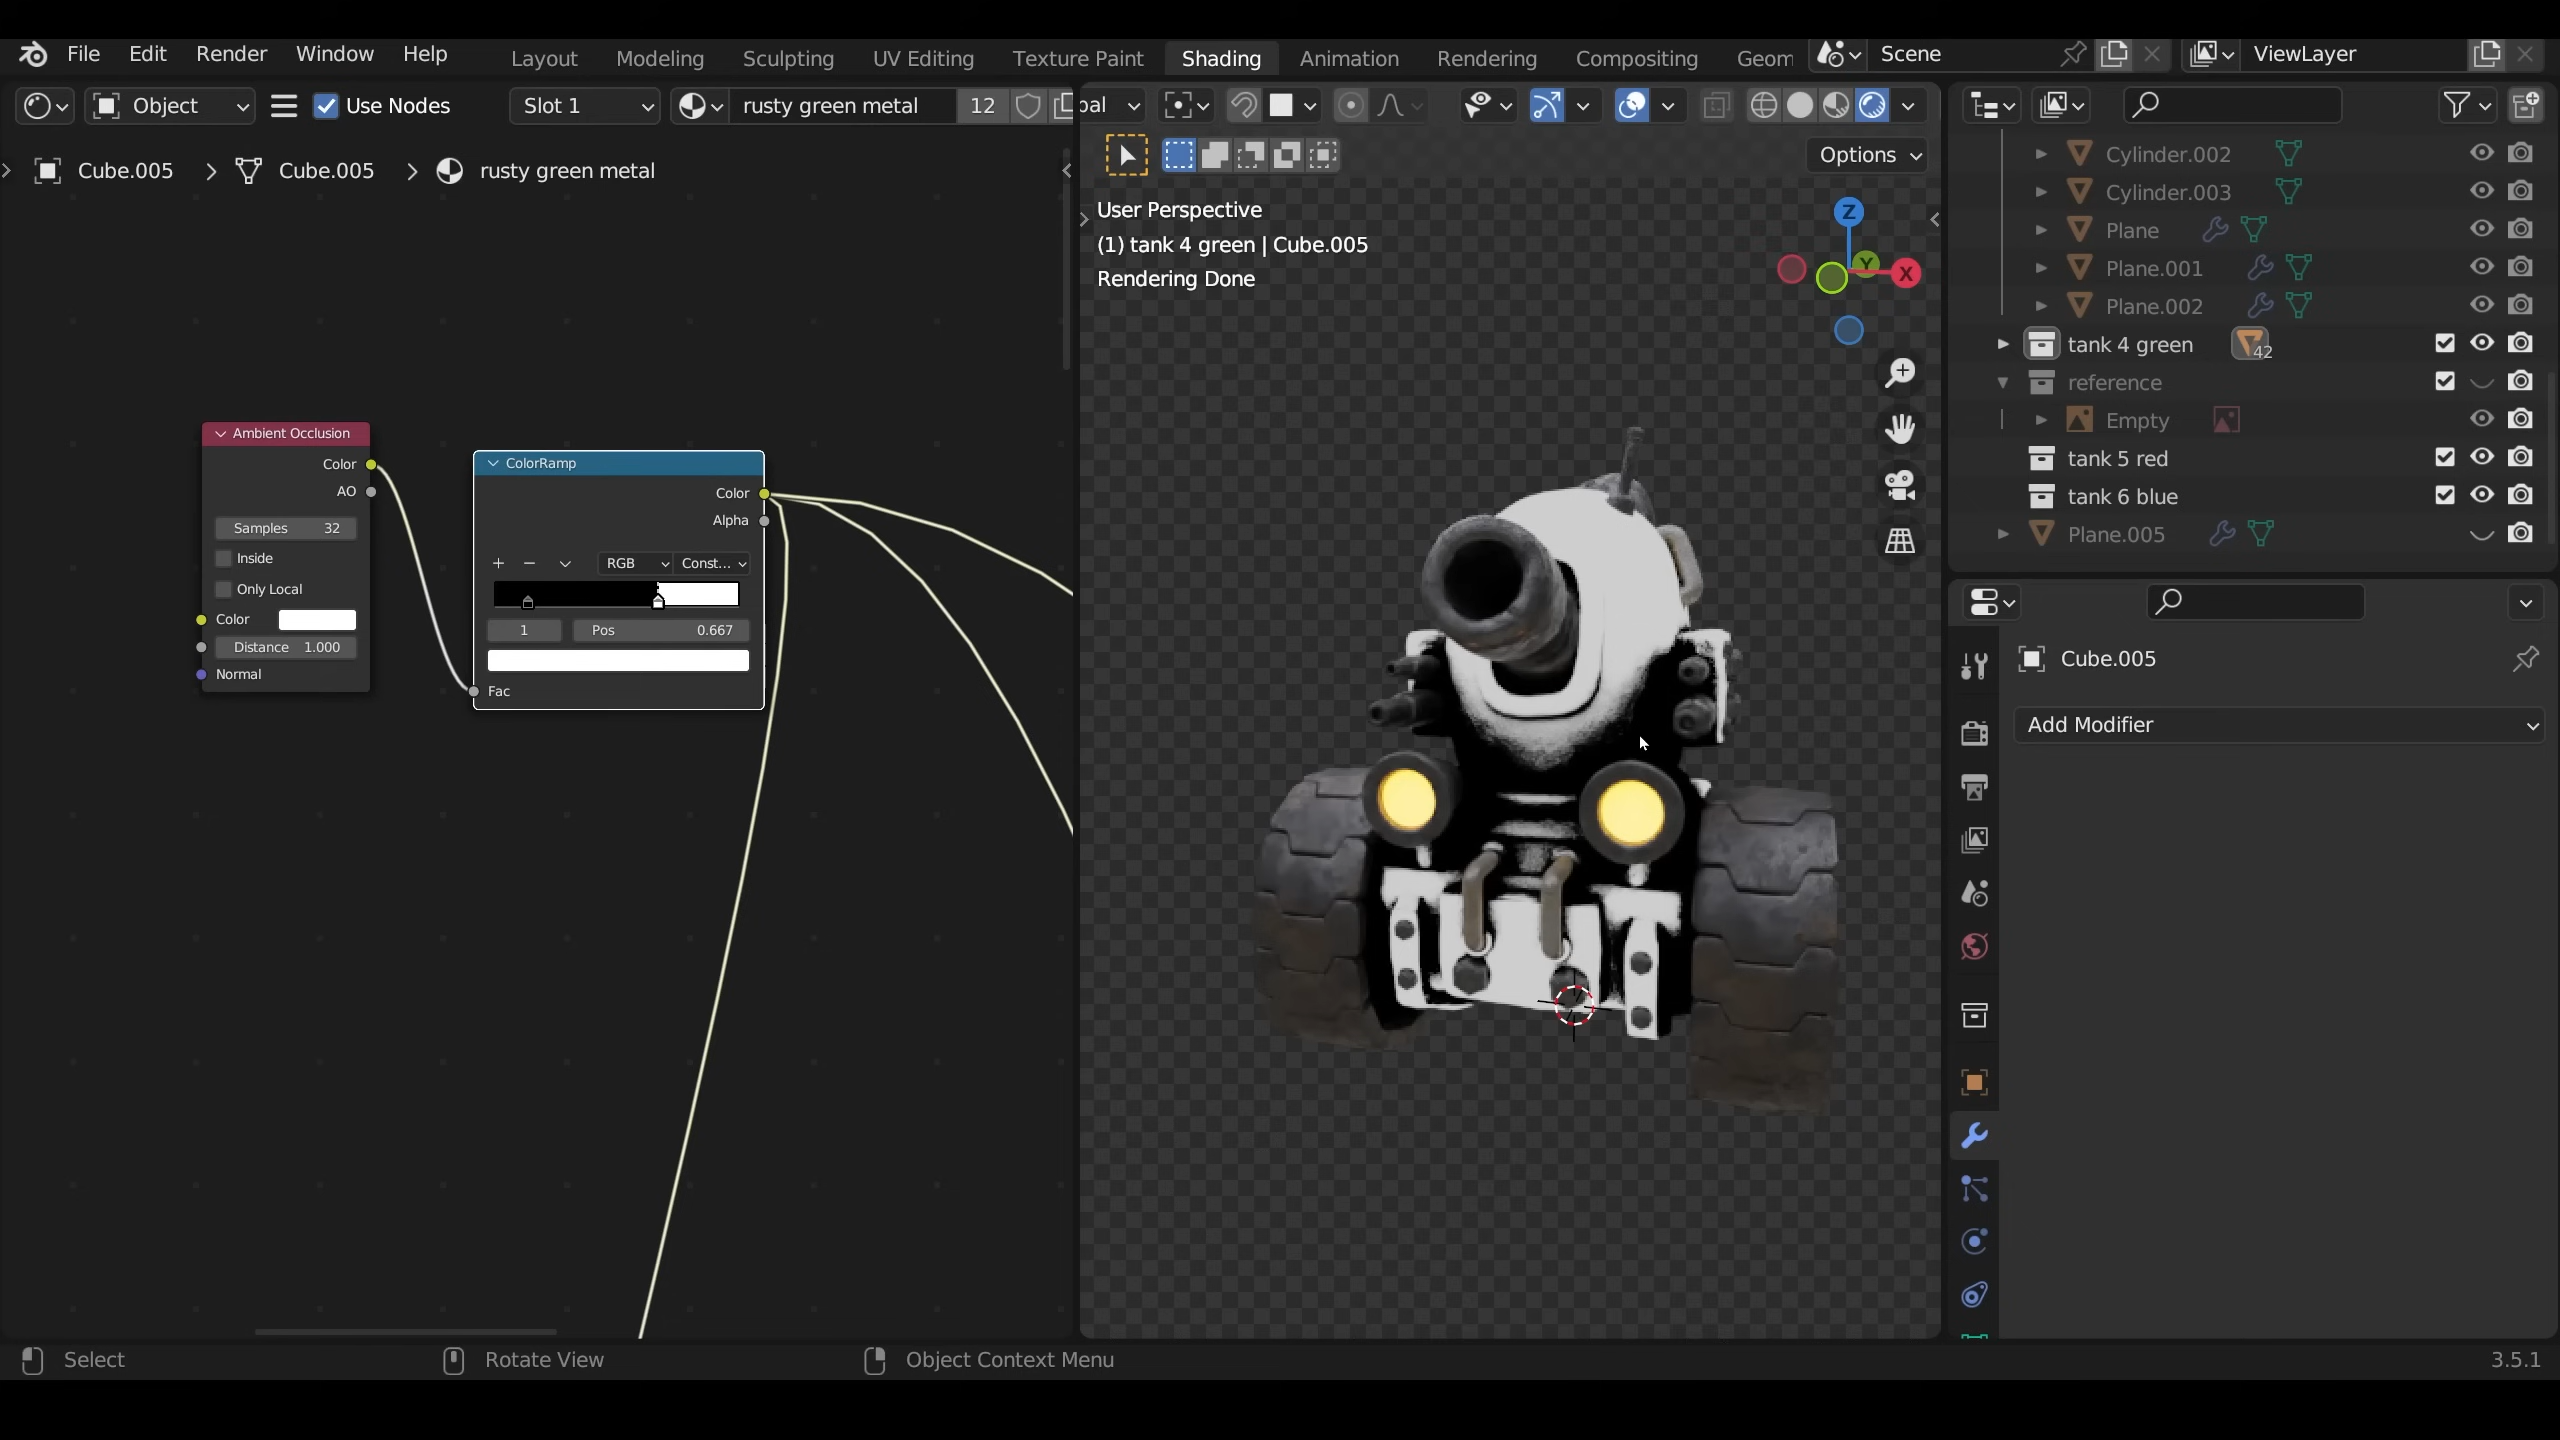 File Edit Render Window Help
Layout Modeling Sculpting UV Editing Texture Paint Shading Animation Rendering Compositing Geom
Scene
ViewLayer
Object
Use Nodes
Slot 1
rusty green metal
12
bal
Cube.005 > Cube.005 > rusty green metal
Options
User Perspective
(1) tank 4 green | Cube.005
Rendering Done
Z
Y
X
Ambient Occlusion
Color
AO
Samples 32
Inside
Only Local
Color
Distance 1.000
Normal
ColorRamp
Color
Alpha
+ − RGB Const...
1 Pos 0.667
Fac
Cylinder.002
Cylinder.003
Plane
Plane.001
Plane.002
tank 4 green 42
reference
Empty
tank 5 red
tank 6 blue
Plane.005
Cube.005
Add Modifier
Select
Rotate View
Object Context Menu
3.5.1